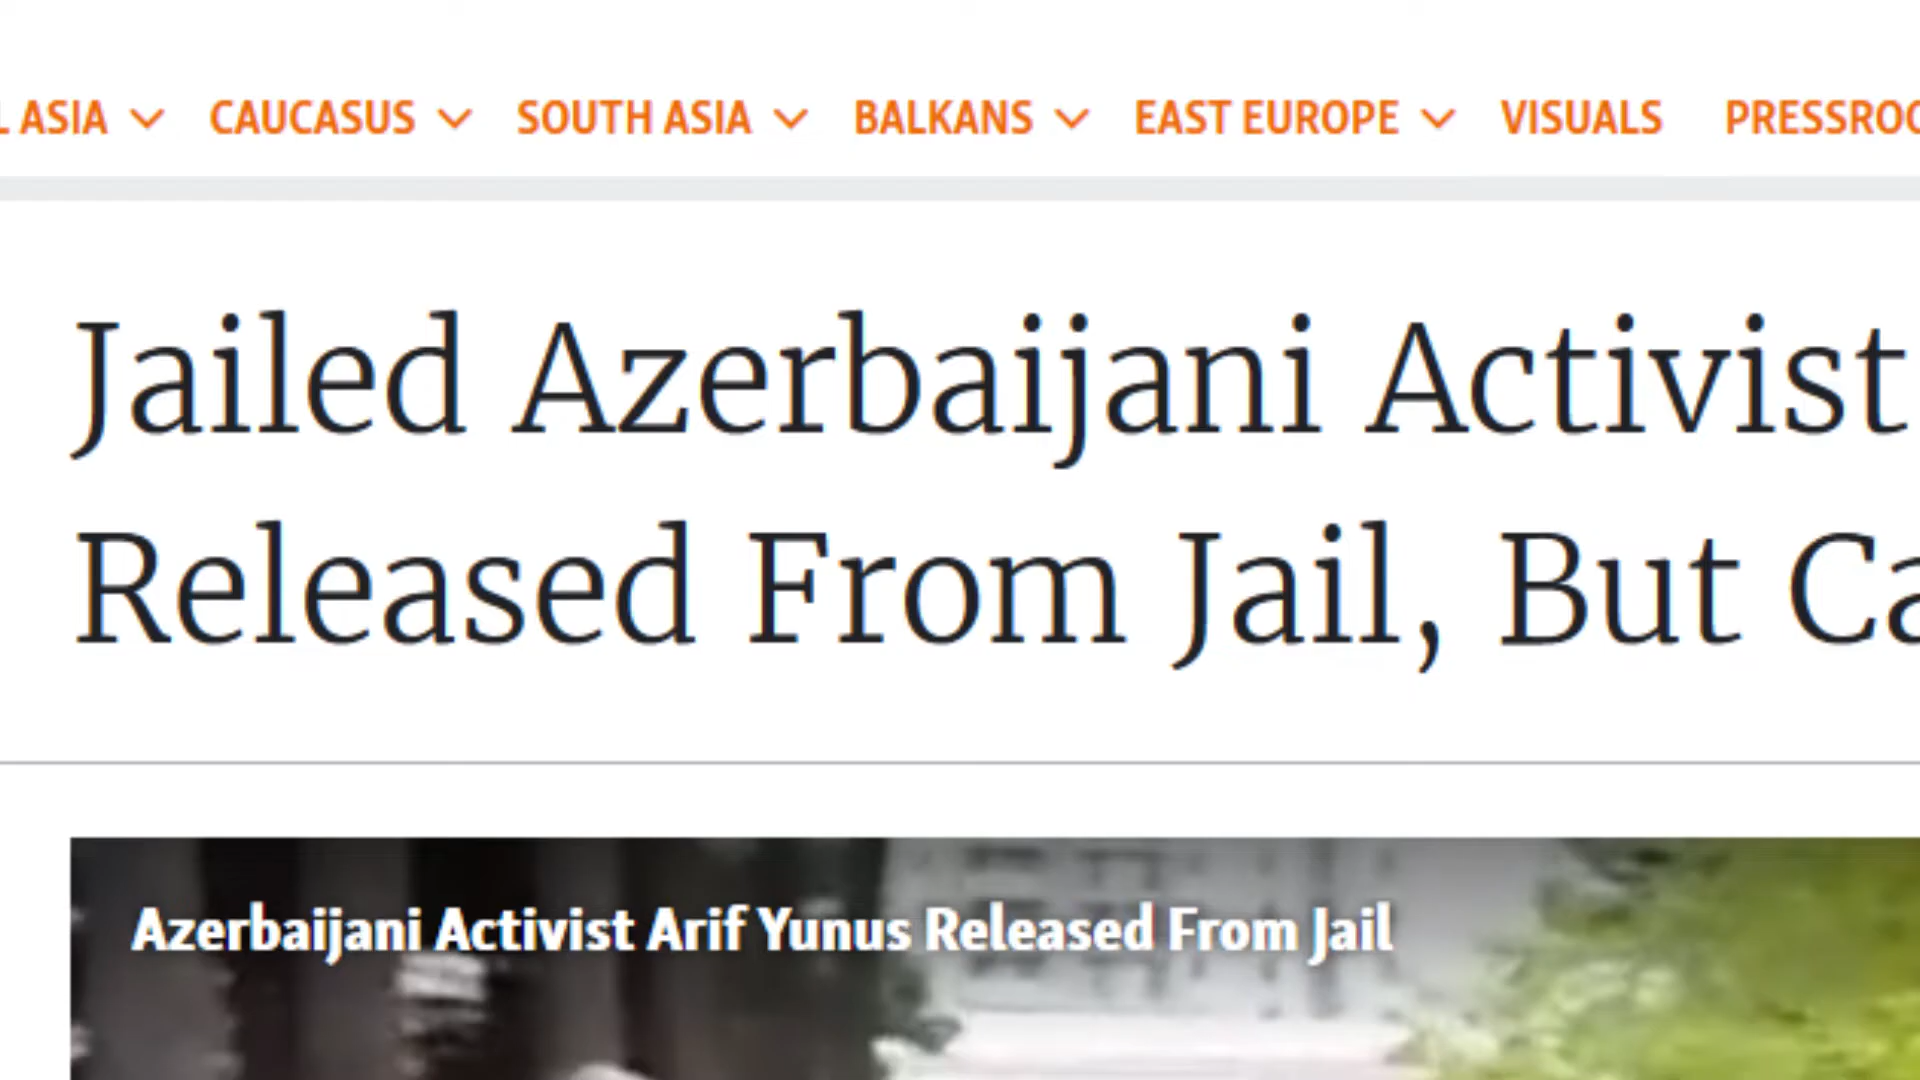 ASIA CAUCASUS SOUTH ASIA BALKANS EAST EUROPE VISUALS
Jailed Azerbaijani Activist
Released From Jail, But
Azerbaijani Activist Arif Yunus Released From Jail